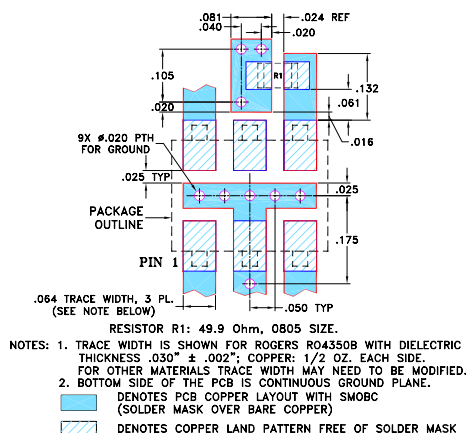 .081
.024 REF
.040
.020
R1
.105
.132
.061
.020
.016
9X ø.020 PTH
FOR GROUND
.025 TYP
.025
PACKAGE
OUTLINE
.175
PIN 1
.064 TRACE WIDTH, 3 PL.
(SEE NOTE BELOW)
.050 TYP
RESISTOR R1: 49.9 Ohm, 0805 SIZE.
NOTES: 1. TRACE WIDTH IS SHOWN FOR ROGERS RO4350B WITH DIELECTRIC
THICKNESS .030" ± .002"; COPPER: 1/2 OZ. EACH SIDE.
FOR OTHER MATERIALS TRACE WIDTH MAY NEED TO BE MODIFIED.
2. BOTTOM SIDE OF THE PCB IS CONTINUOUS GROUND PLANE.
DENOTES PCB COPPER LAYOUT WITH SMOBC
(SOLDER MASK OVER BARE COPPER)
DENOTES COPPER LAND PATTERN FREE OF SOLDER MASK